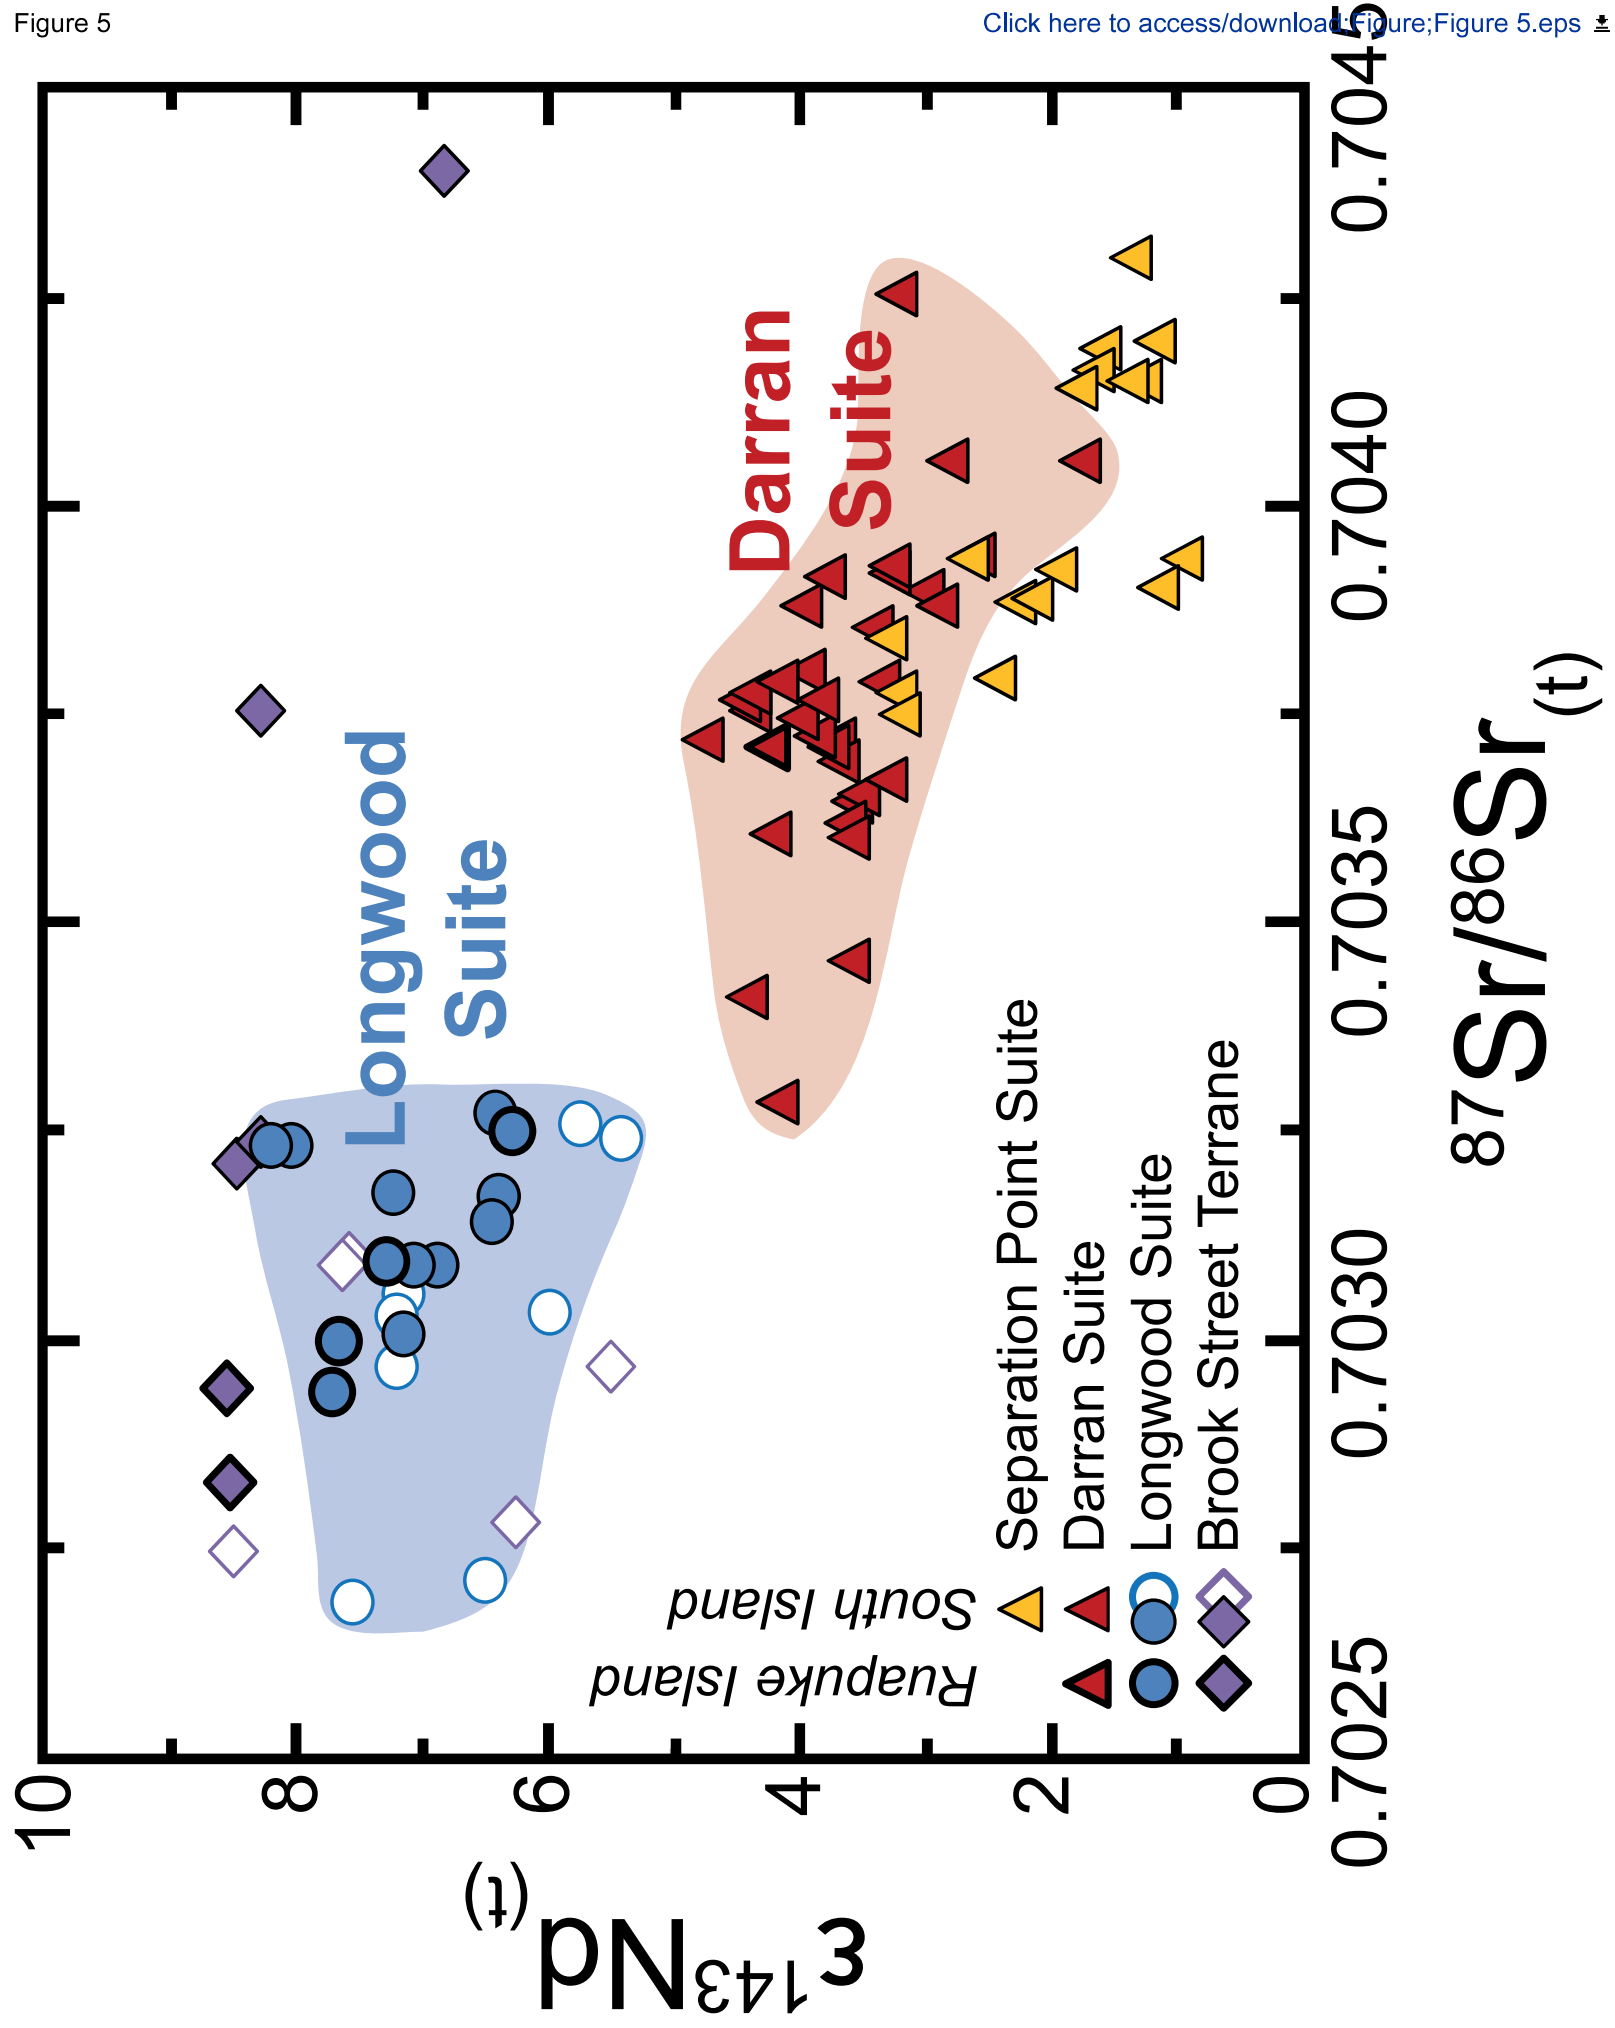 Figure 5
Click here to access/download;Figure;Figure 5.eps
10
8
6
4
2
0
ε143Nd(t)
Longwood
Suite
Darran
Suite
Ruapuke Island
South Island
Separation Point Suite
Darran Suite
Longwood Suite
Brook Street Terrane
0.7025
0.7030
0.7035
0.7040
0.7045
87Sr/86Sr(t)